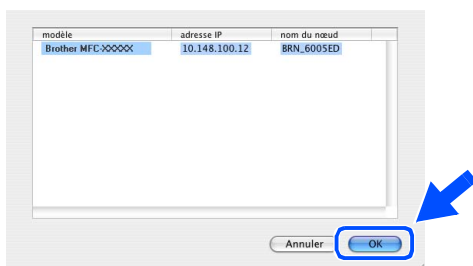 modèle adresse IP nom du nœud
Brother MFC-XXXXX 10.148.100.12 BRN_6005ED
Annuler OK